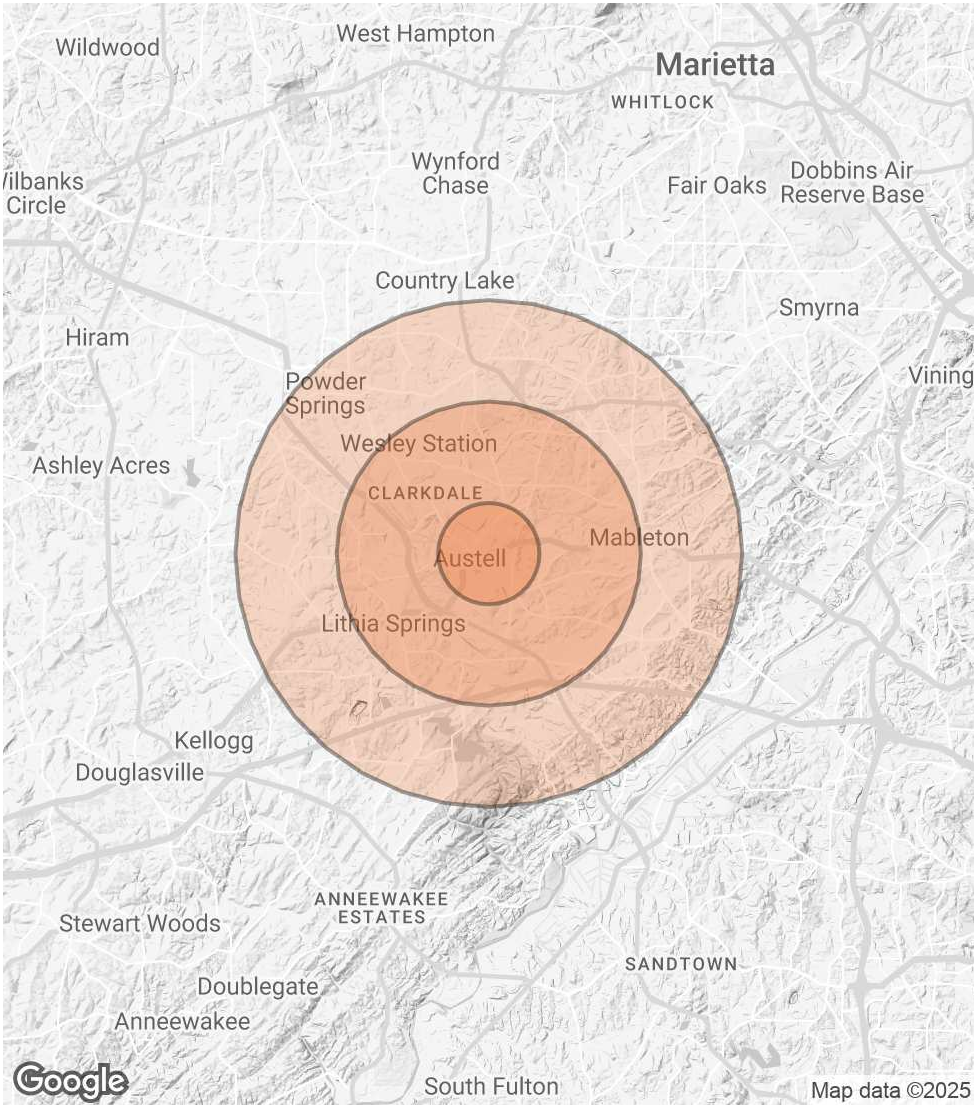 West Hampton
Wildwood
Marietta
WHITLOCK
Wynford
Chase
Dobbins Air
Reserve Base
Fair Oaks
Wilbanks
Circle
Country Lake
Smyrna
Hiram
Vining
Powder
Springs
Wesley Station
Ashley Acres
CLARKDALE
Mableton
Austell
Lithia Springs
Kellogg
Douglasville
ANNEEWAKEE
ESTATES
Stewart Woods
SANDTOWN
Doublegate
Anneewakee
Google
South Fulton
Map data ©2025